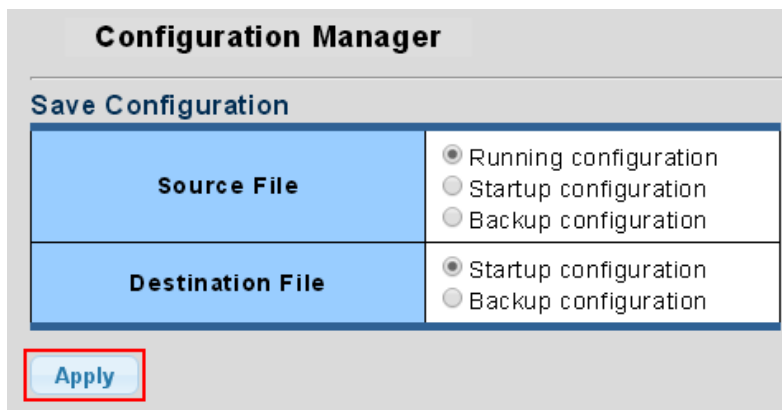 Configuration Manager
Save Configuration
Source File
Running configuration
Startup configuration
Backup configuration
Destination File
Startup configuration
Backup configuration
Apply